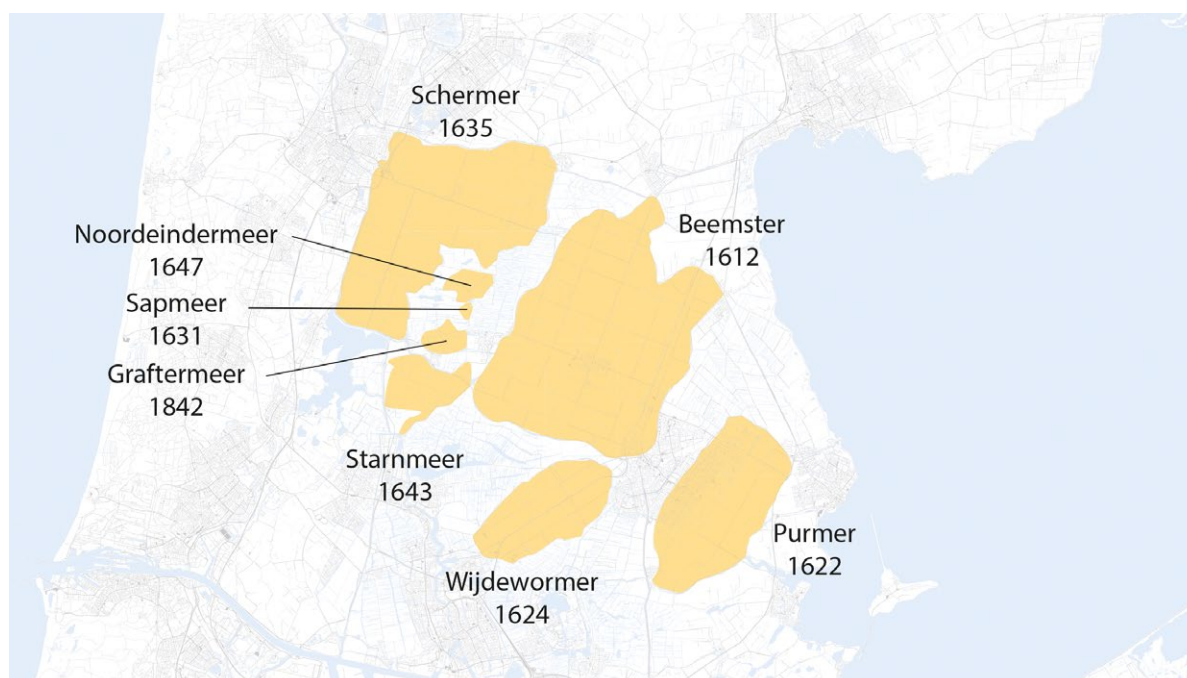 Schermer
1635
Noordeindermeer
1647
Beemster
1612
Sapmeer
1631
Graftermeer
1842
Starnmeer
1643
Wijdewormer
1624
Purmer
1622